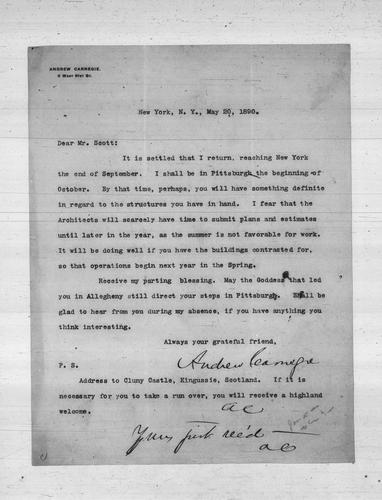 ANDREW CARNEGIE.
5 West 51st St.
New York, N. Y., May 20, 1890.
Dear Mr. Scott:
It is settled that I return, reaching New York
the end of September. I shall be in Pittsburgh the beginning of
October. By that time, perhaps, you will have something definite
in regard to the structures you have in hand. I fear that the
Architects will scarcely have time to submit plans and estimates
until later in the year, as the summer is not favorable for work.
It will be doing well if you have the buildings contrasted for,
so that operations begin next year in the Spring.
Receive my parting blessing. May the Goddess that led
you in Allegheny still direct your steps in Pittsburgh. Shall be
glad to hear from you during my absence, if you have anything you
think interesting.
Always your grateful friend,
Andrew Carnegie
P. S.
Address to Cluny Castle, Kingussie, Scotland. If it is
necessary for you to take a run over, you will receive a highland
welcome.
AC
Yours just rec'd
AC